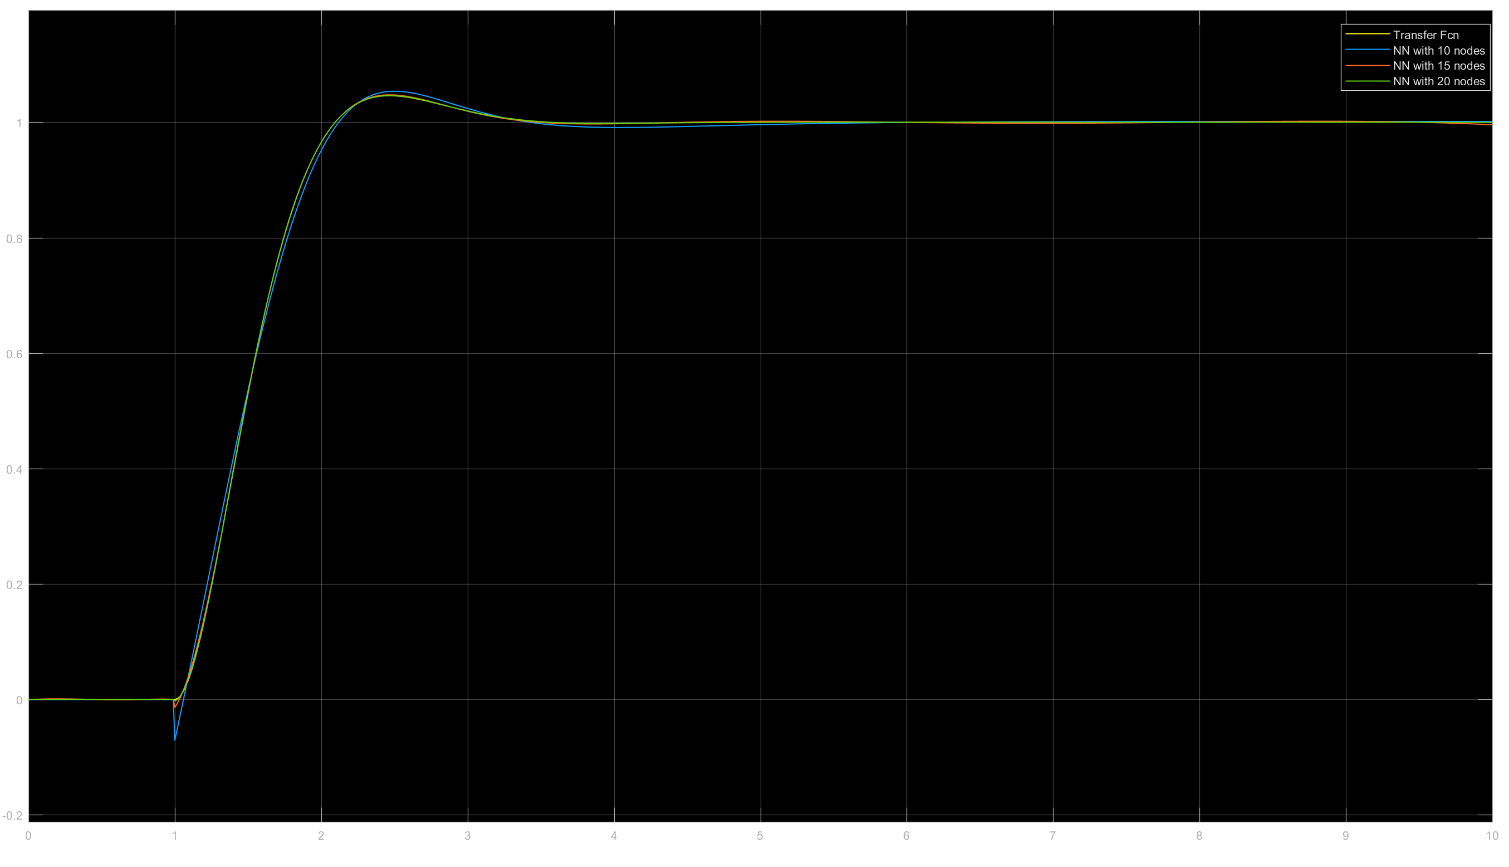 Transfer Fcn
NN with 10 nodes
NN with 15 nodes
NN with 20 nodes
1
0.8
0.6
0.4
0.2
0
-0.2
0 1 2 3 4 5 6 7 8 9 10